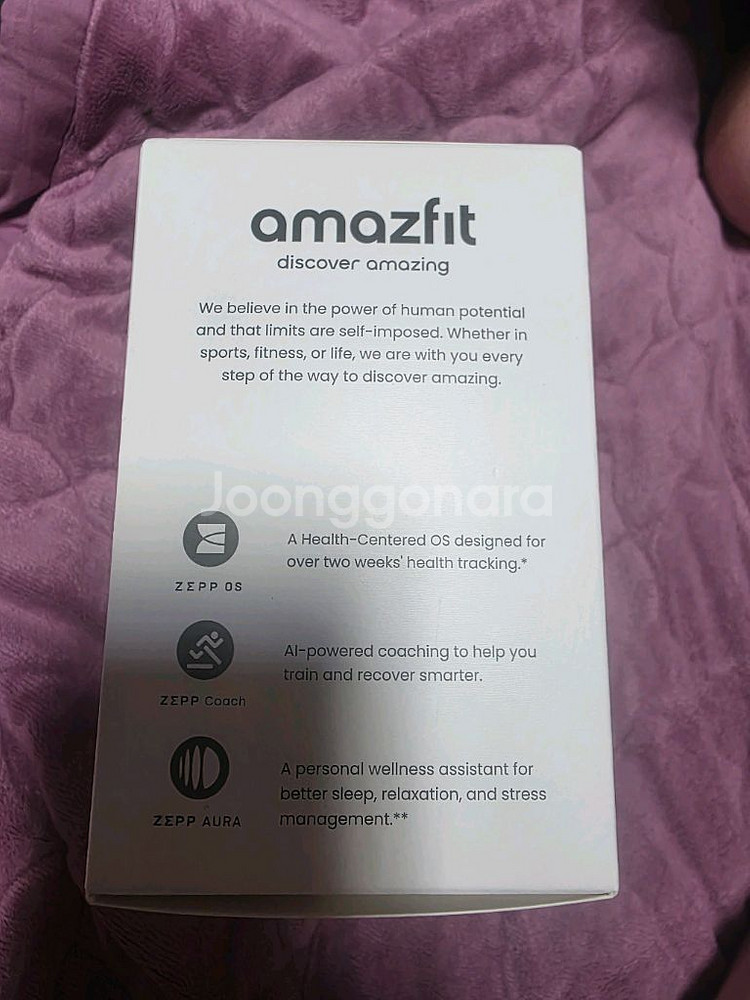 amazfit
discover amazing
We believe in the power of human potential
and that limits are self-imposed. Whether in
sports, fitness, or life, we are with you every
step of the way to discover amazing.
Joonggonara
A Health-Centered OS designed for
over two weeks' health tracking.*
ZΣPP OS
AI-powered coaching to help you
train and recover smarter.
ZΣPP Coach
A personal wellness assistant for
better sleep, relaxation, and stress
management.**
ZΣPP AURA